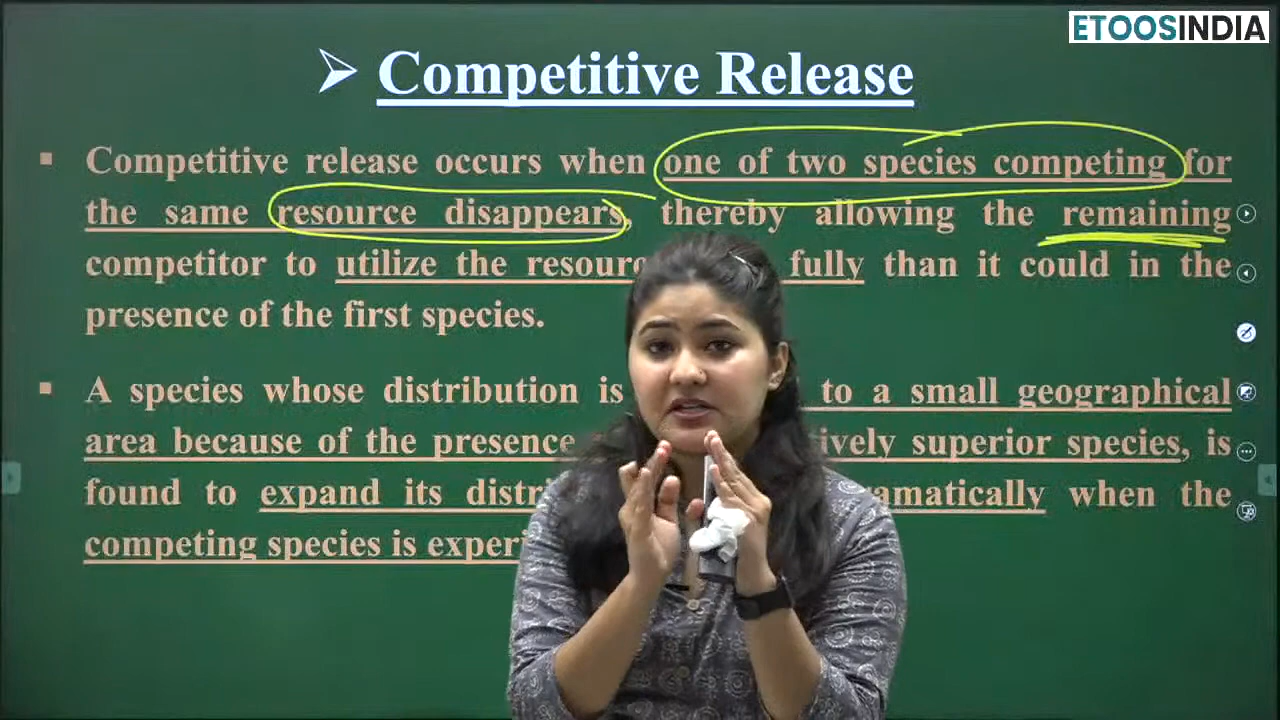 ETOOSINDIA
➢ Competitive Release
▪ Competitive release occurs when one of two species competing for
the same resource disappears, thereby allowing the remaining
competitor to utilize the resour fully than it could in the
presence of the first species.
▪ A species whose distribution is to a small geographical
area because of the presence ively superior species, is
found to expand its distr amatically when the
competing species is experi